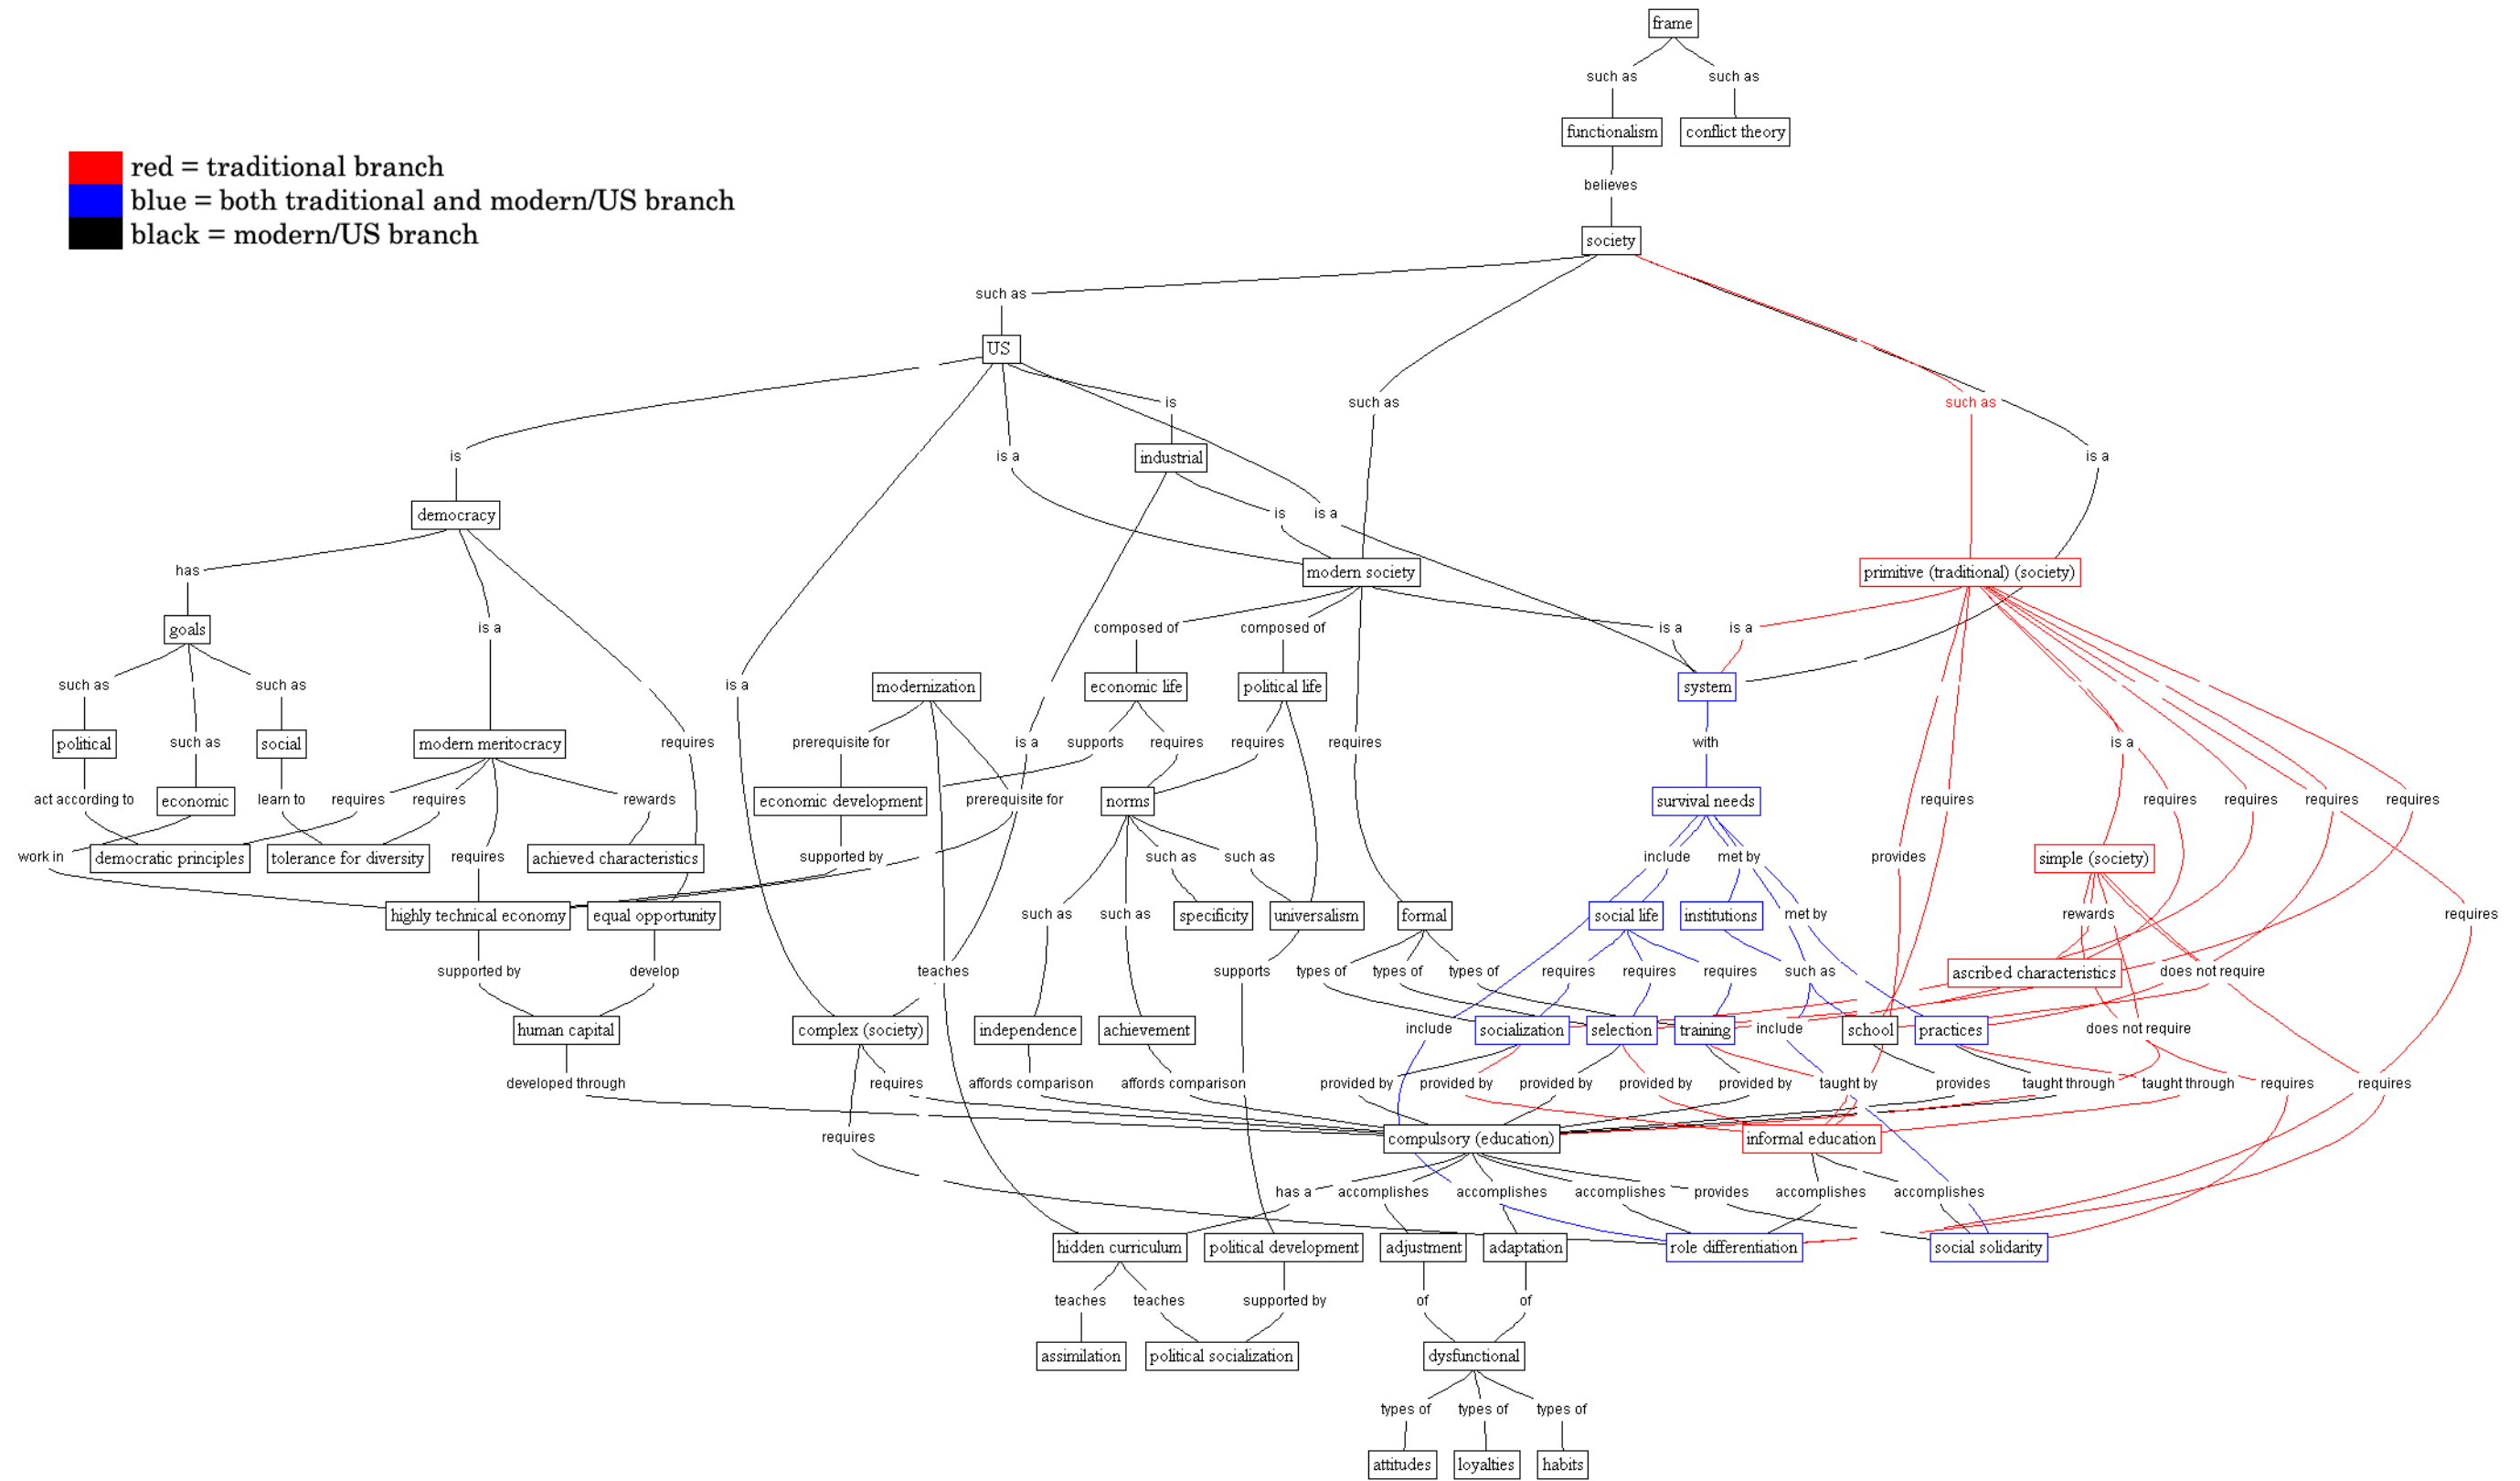 frame
such as
such as
functionalism
conflict theory
red = traditional branch
believes
blue = both traditional and modern/US branch
black = modern/US branch
society
such as
US
is
such as
such as
is
is a
industrial
is a
democracy
is
is a
has
modern society
primitive (traditional) (society)
goals
is a
composed of
composed of
is a
is a
such as
such as
is a
modernization
economic life
political life
system
political
such as
social
modern meritocracy
requires
prerequisite for
is a
supports
requires
requires
requires
with
is a
act according to
economic
learn to
requires
requires
rewards
economic development
prerequisite for
norms
survival needs
requires
requires
requires
requires
requires
work in
democratic principles
tolerance for diversity
requires
achieved characteristics
supported by
such as
such as
include
met by
provides
simple (society)
highly technical economy
equal opportunity
such as
such as
specificity
universalism
formal
social life
institutions
met by
rewards
requires
supported by
develop
teaches
supports
types of
types of
types of
requires
requires
requires
such as
ascribed characteristics
does not require
human capital
complex (society)
independence
achievement
include
socialization
selection
training
include
school
practices
does not require
developed through
requires
affords comparison
affords comparison
provided by
provided by
provided by
provided by
provided by
taught by
provides
taught through
taught through
requires
requires
requires
compulsory (education)
informal education
has a
accomplishes
accomplishes
accomplishes
provides
accomplishes
accomplishes
hidden curriculum
political development
adjustment
adaptation
role differentiation
social solidarity
teaches
teaches
supported by
of
of
assimilation
political socialization
dysfunctional
types of
types of
types of
attitudes
loyalties
habits